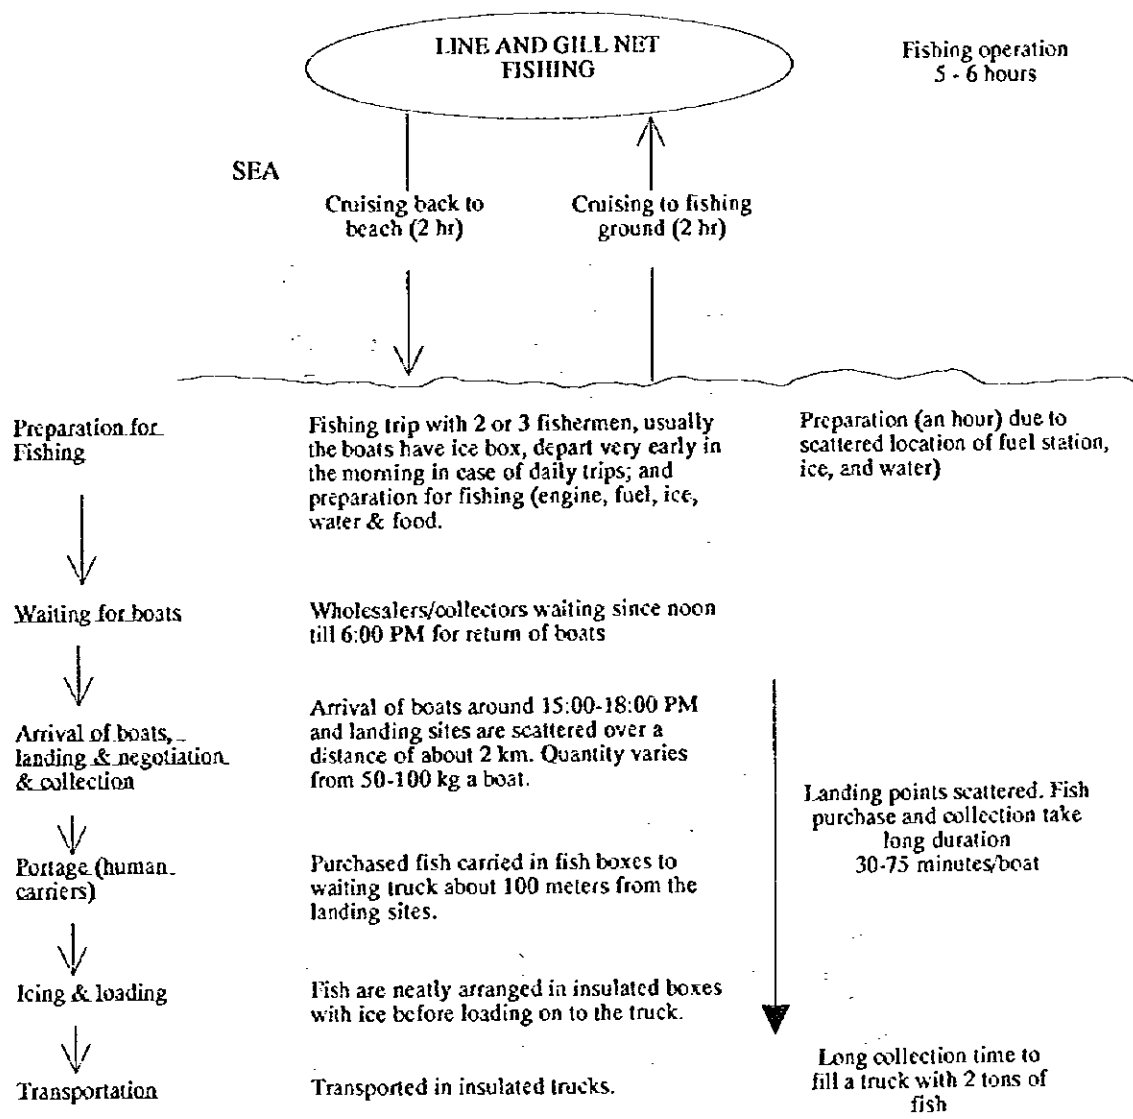 LINE AND GILL NET
FISHING
Fishing operation
5 - 6 hours
SEA
Cruising back to
beach (2 hr)
Cruising to fishing
ground (2 hr)
Preparation for
Fishing
Fishing trip with 2 or 3 fishermen, usually
the boats have ice box, depart very early in
the morning in case of daily trips; and
preparation for fishing (engine, fuel, ice,
water & food.
Preparation (an hour) due to
scattered location of fuel station,
ice, and water)
Waiting for boats
Wholesalers/collectors waiting since noon
till 6:00 PM for return of boats
Arrival of boats,
landing & negotiation
& collection
Arrival of boats around 15:00-18:00 PM
and landing sites are scattered over a
distance of about 2 km. Quantity varies
from 50-100 kg a boat.
Landing points scattered. Fish
purchase and collection take
long duration
30-75 minutes/boat
Portage (human
carriers)
Purchased fish carried in fish boxes to
waiting truck about 100 meters from the
landing sites.
Icing & loading
Fish are neatly arranged in insulated boxes
with ice before loading on to the truck.
Transportation
Transported in insulated trucks.
Long collection time to
fill a truck with 2 tons of
fish